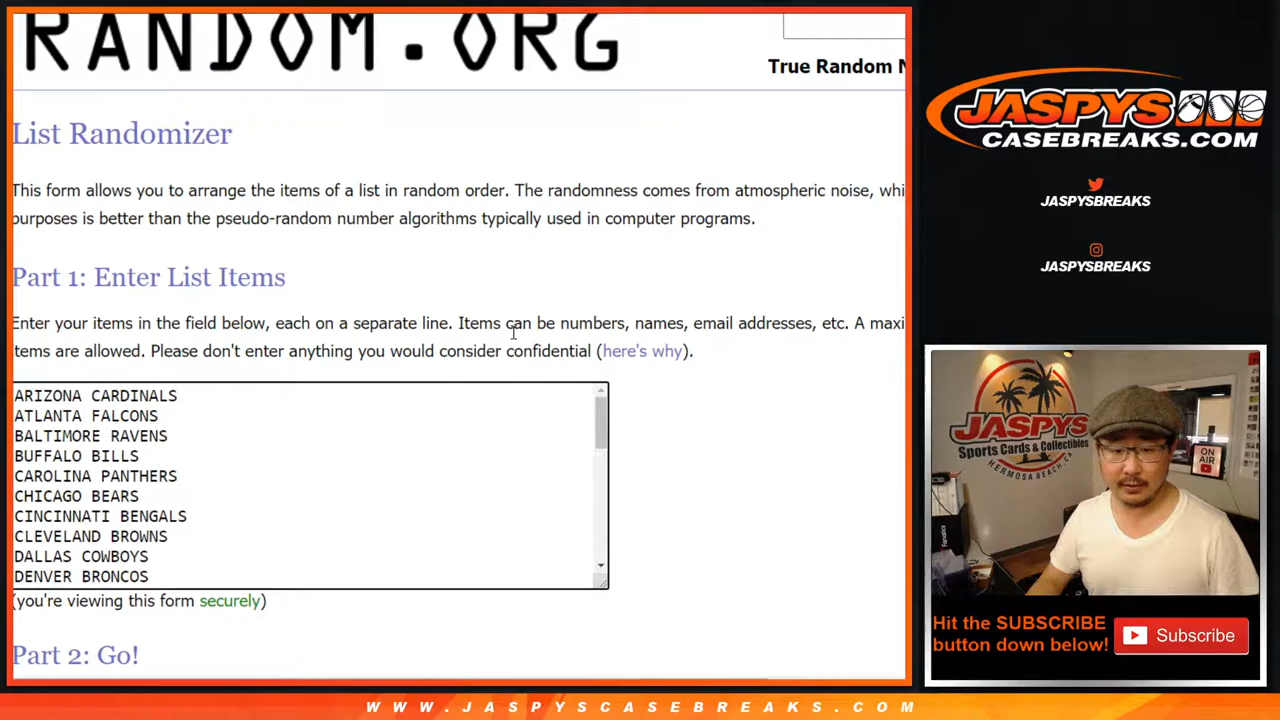 RANDOM.ORG
True Random N
List Randomizer
This form allows you to arrange the items of a list in random order. The randomness comes from atmospheric noise, whi
purposes is better than the pseudo-random number algorithms typically used in computer programs.
Part 1: Enter List Items
Enter your items in the field below, each on a separate line. Items can be numbers, names, email addresses, etc. A maxi
items are allowed. Please don't enter anything you would consider confidential (here's why).
ARIZONA CARDINALS
ATLANTA FALCONS
BALTIMORE RAVENS
BUFFALO BILLS
CAROLINA PANTHERS
CHICAGO BEARS
CINCINNATI BENGALS
CLEVELAND BROWNS
DALLAS COWBOYS
DENVER BRONCOS
(you're viewing this form securely)
Part 2: Go!
JASPYS
CASEBREAKS.COM
JASPYSBREAKS
JASPYSBREAKS
JASPYS
Sports Cards & Collectibles
HERMOSA BEACH, CA
ON
AIR
Fanatics
Hit the SUBSCRIBE
button down below!
Subscribe
WWW.JASPYSCASEBREAKS.COM